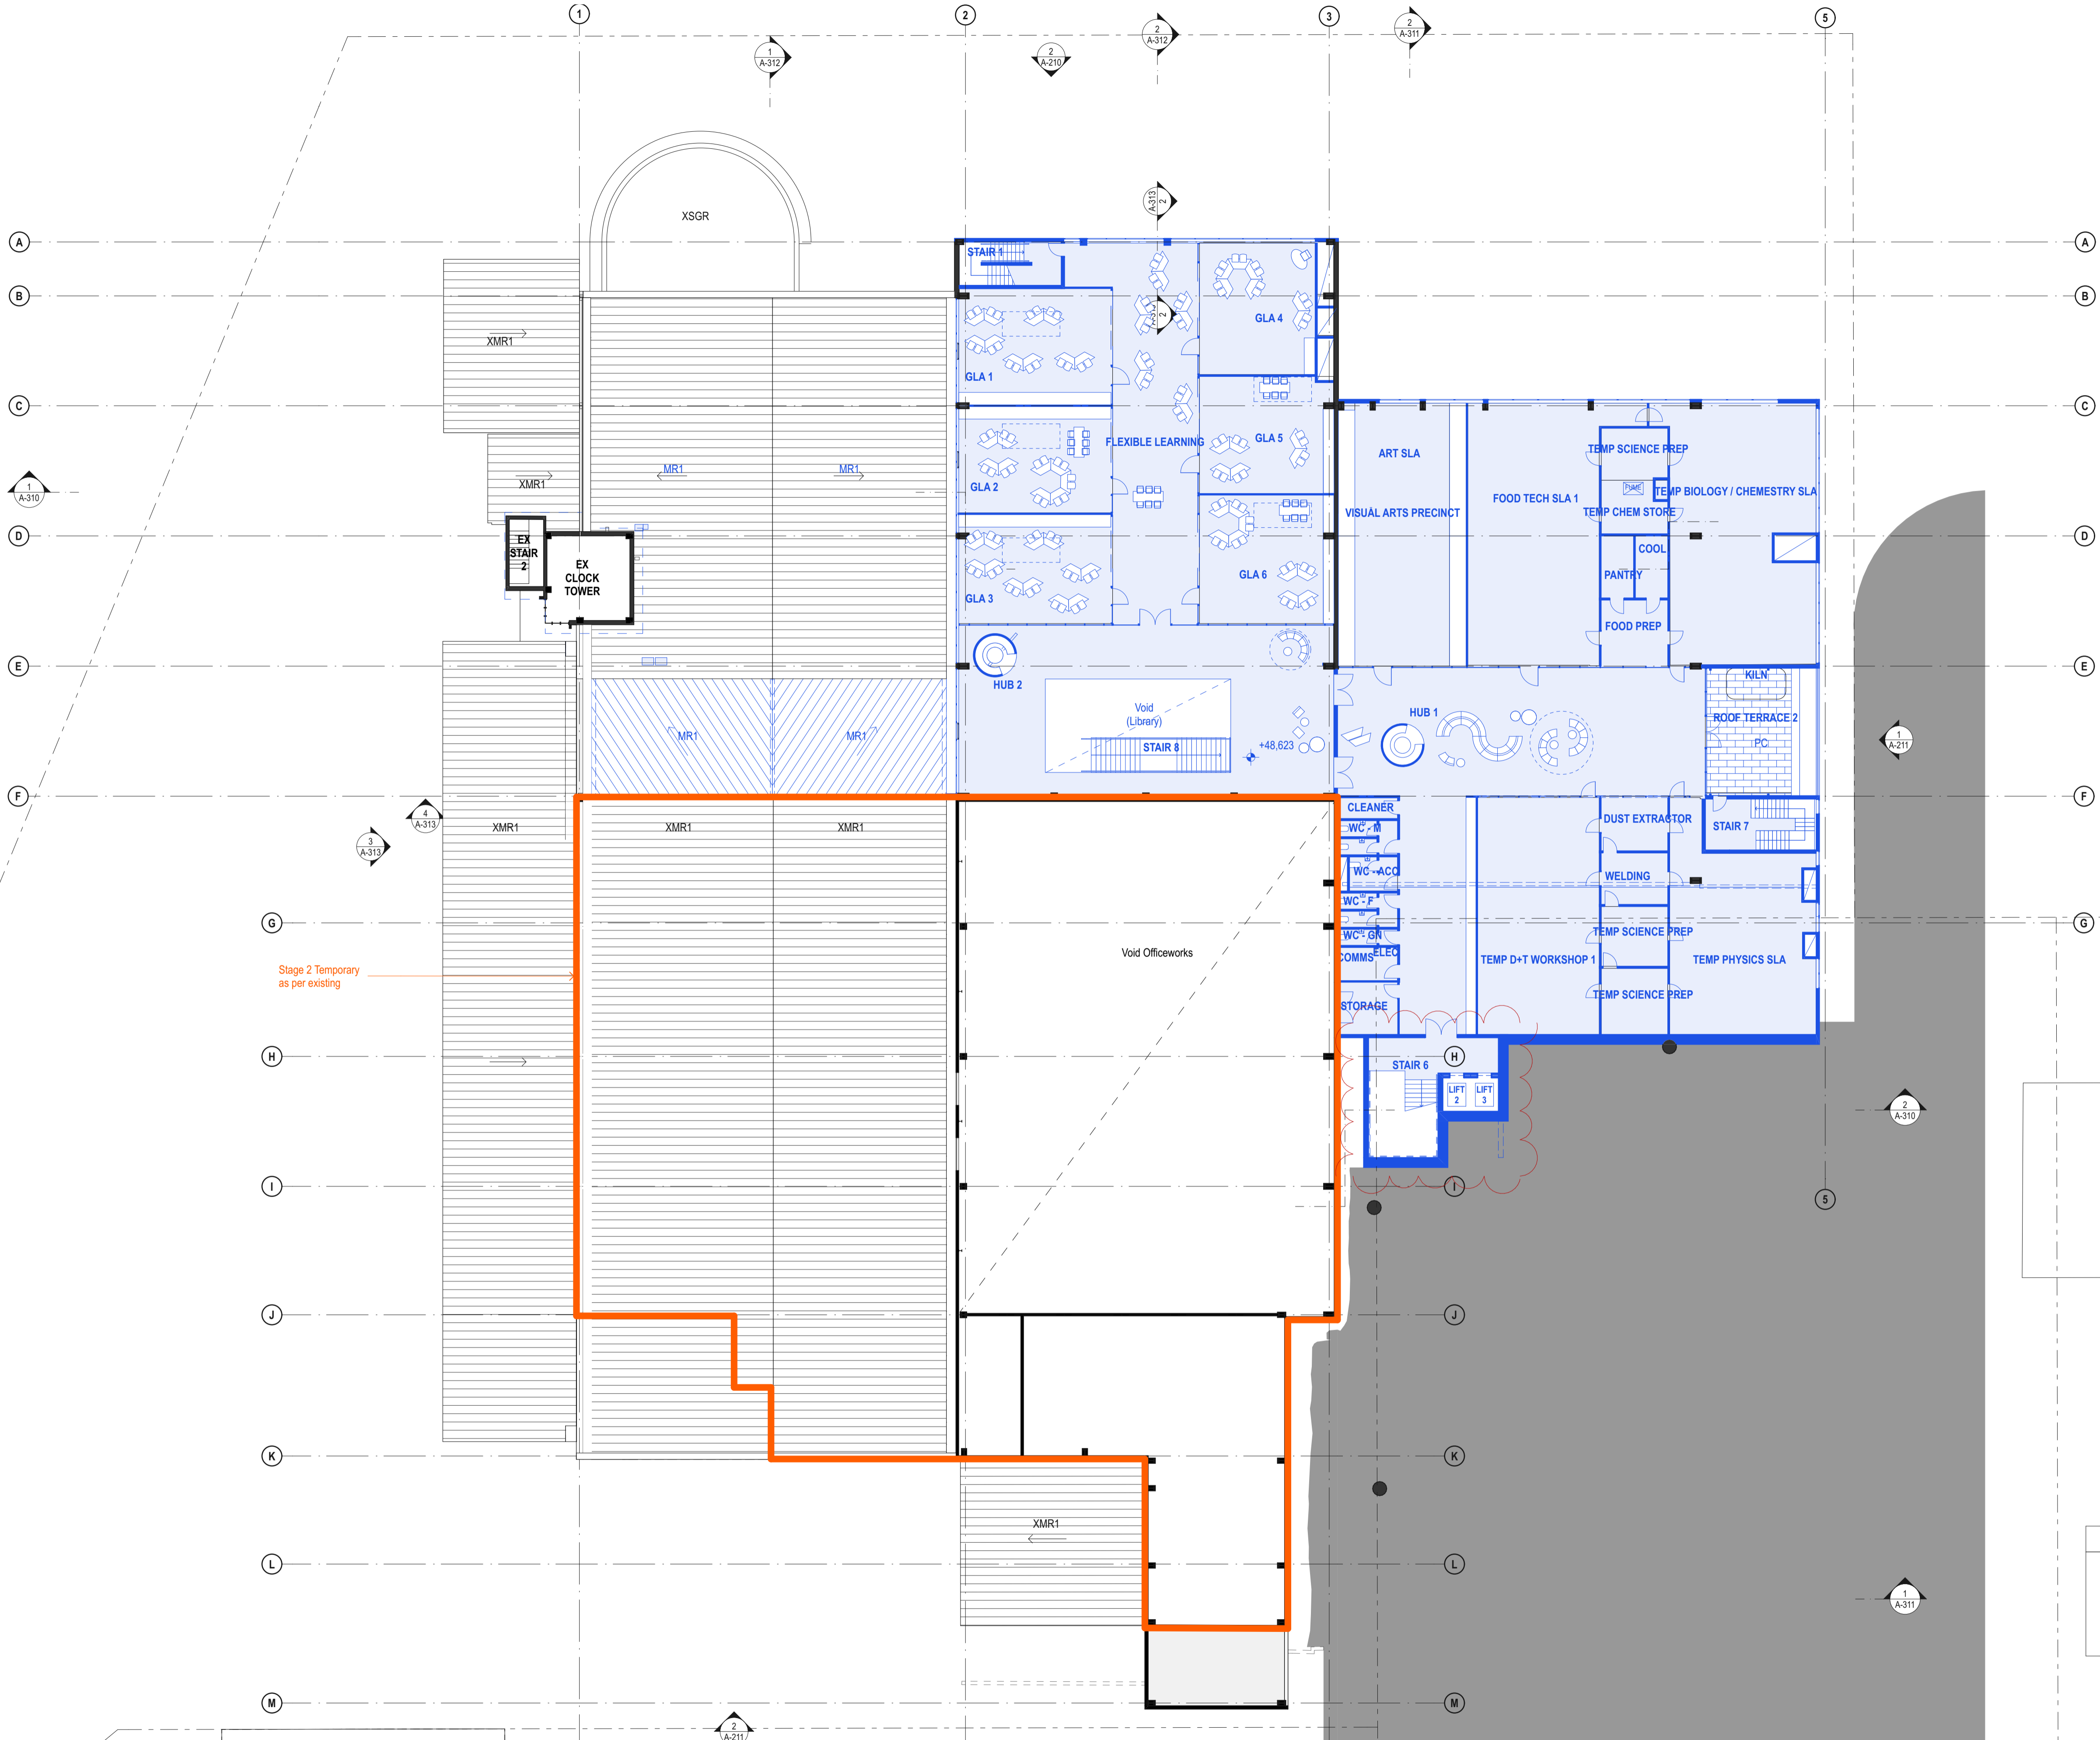 1
2
3
5
1
A-312
2
A-210
2
A-312
2
A-311
A-313
2
XSGR
A
A
B
B
C
C
D
D
E
E
F
F
G
G
H
H
I
I
J
J
K
K
L
L
M
M
5
STAIR 1
GLA 1
GLA 2
GLA 3
GLA 4
GLA 5
GLA 6
2
FLEXIBLE LEARNING
XMR1
XMR1
MR1
MR1
1
A-310
EX
STAIR
2
EX
CLOCK
TOWER
ART SLA
VISUAL ARTS PRECINCT
FOOD TECH SLA 1
TEMP SCIENCE PREP
FUME
TEMP BIOLOGY / CHEMESTRY SLA
TEMP CHEM STORE
COOL
PANTRY
FOOD PREP
HUB 2
Void
(Library)
STAIR 8
+48,623
HUB 1
KILN
ROOF TERRACE 2
PC
MR1
MR1
1
A-211
4
A-313
3
A-313
XMR1
XMR1
XMR1
CLEANER
WC - M
WC - ACC
WC - F
WC - GN
COMMS
ELEC
STORAGE
DUST EXTRACTOR
STAIR 7
WELDING
TEMP SCIENCE PREP
TEMP D+T WORKSHOP 1
TEMP PHYSICS SLA
TEMP SCIENCE PREP
Void Officeworks
Stage 2 Temporary
as per existing
STAIR 6
LIFT
2
LIFT
3
2
A-310
XMR1
1
A-311
2
A-211